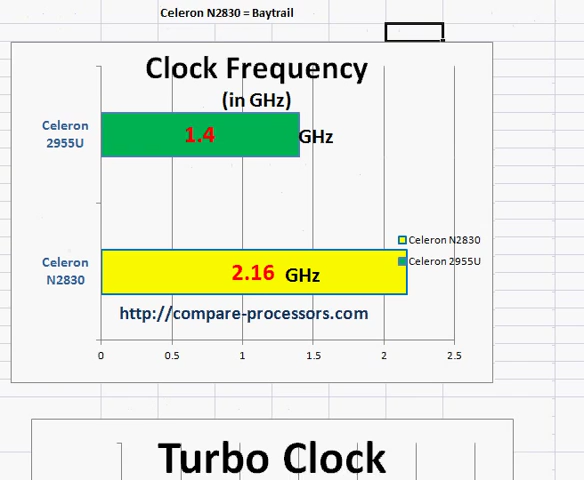 Celeron N2830 = Baytrail
Clock Frequency
(in GHz)
Celeron
2955U
1.4
GHz
Celeron N2830
Celeron 2955U
Celeron
N2830
2.16 GHz
http://compare-processors.com
0 0.5 1 1.5 2 2.5
Turbo Clock